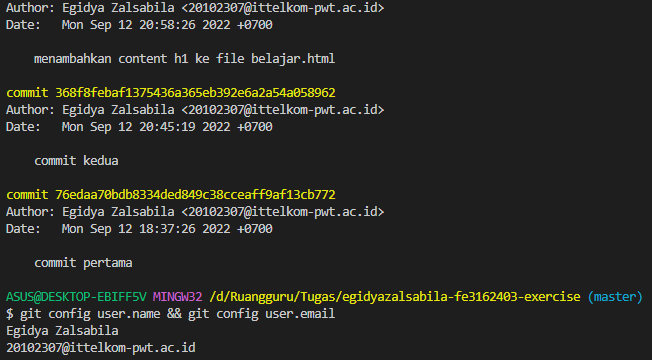 Author: Egidya Zalsabila <20102307@ittelkom-pwt.ac.id>
Date:   Mon Sep 12 20:58:26 2022 +0700
menambahkan content h1 ke file belajar.html
commit 368f8febaf1375436a365eb392e6a2a54a058962
Author: Egidya Zalsabila <20102307@ittelkom-pwt.ac.id>
Date:   Mon Sep 12 20:45:19 2022 +0700
commit kedua
commit 76edaa70bdb8334ded849c38cceaff9af13cb772
Author: Egidya Zalsabila <20102307@ittelkom-pwt.ac.id>
Date:   Mon Sep 12 18:37:26 2022 +0700
commit pertama
ASUS@DESKTOP-EBIFF5V MINGW32 /d/Ruangguru/Tugas/egidyazalsabila-fe3162403-exercise (master)
$ git config user.name && git config user.email
Egidya Zalsabila
20102307@ittelkom-pwt.ac.id